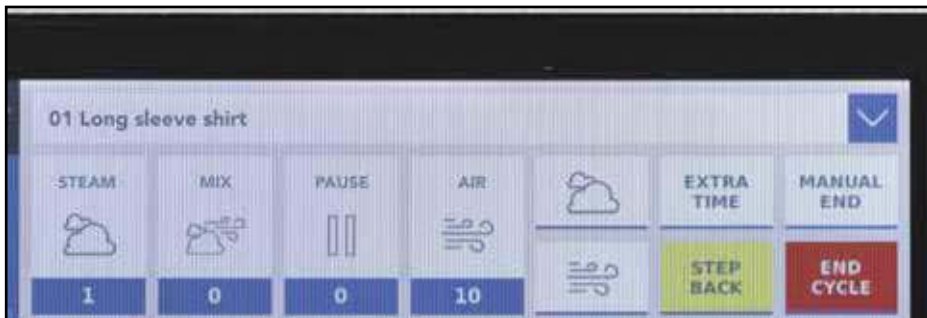 01 Long sleeve shirt
STEAM MIX PAUSE AIR EXTRA TIME MANUAL END
1 0 0 10 STEP BACK END CYCLE